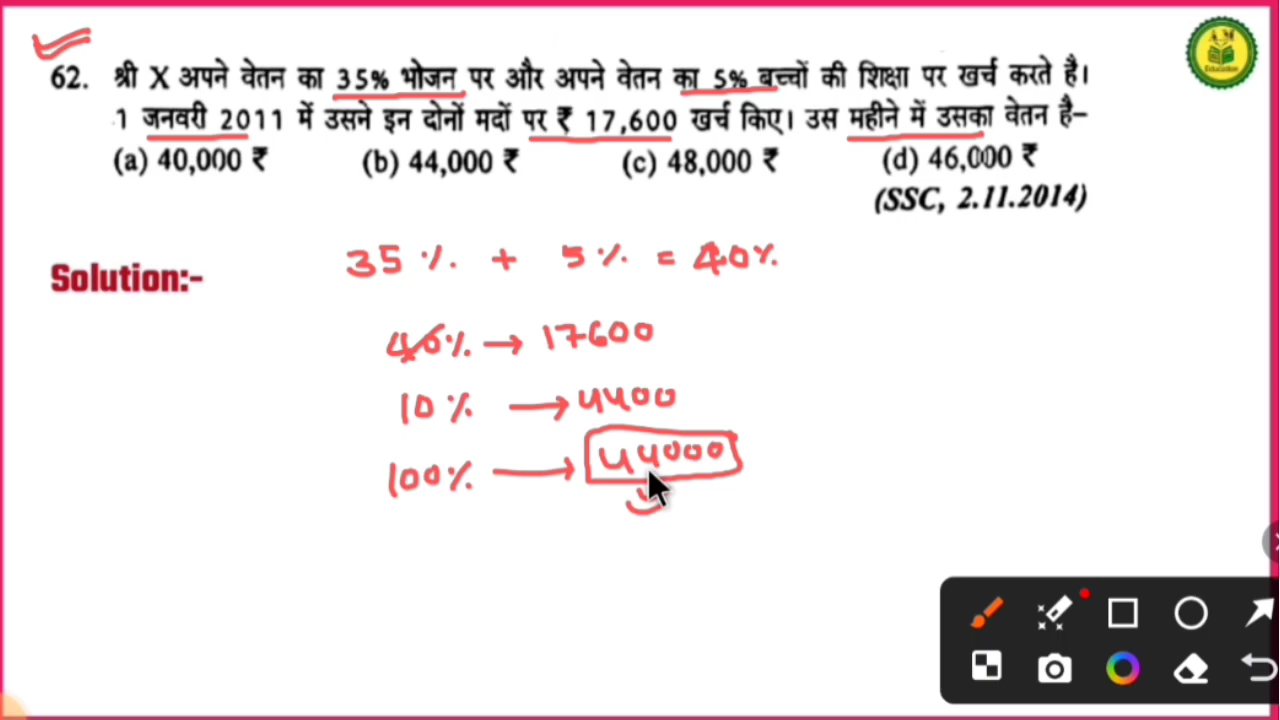 62. श्री X अपने वेतन का 35% भोजन पर और अपने वेतन का 5% बच्चों की शिक्षा पर खर्च करते है।
1 जनवरी 2011 में उसने इन दोनों मदों पर ₹ 17,600 खर्च किए। उस महीने में उसका वेतन है–
(a) 40,000 ₹ (b) 44,000 ₹ (c) 48,000 ₹ (d) 46,000 ₹
(SSC, 2.11.2014)
Solution:-
35% + 5% = 40%
40% → 17600
10% → 4400
100% → 44000